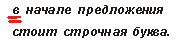 в начале предложения
стоит строчная буква.